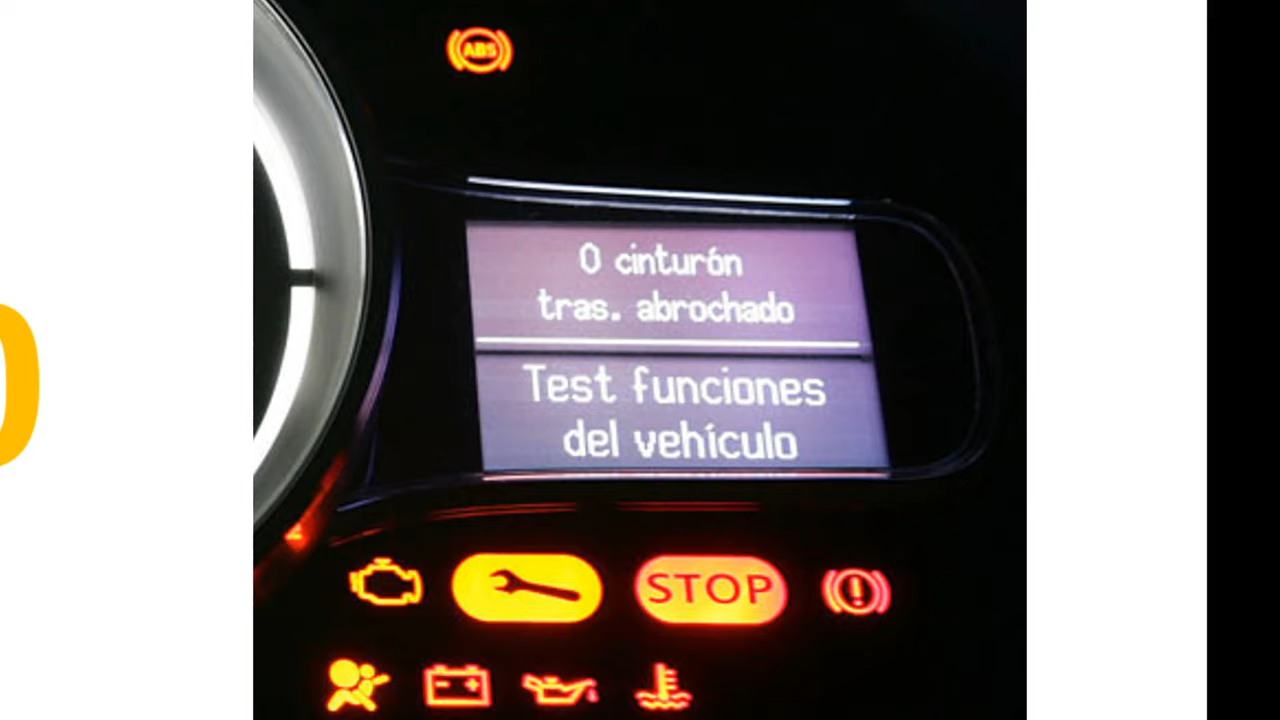 ABS
0 cinturón
tras. abrochado
Test funciones
del vehículo
STOP